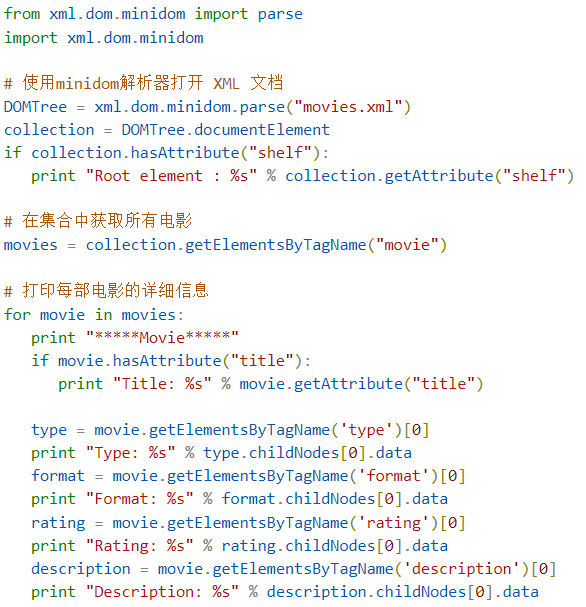 from xml.dom.minidom import parse
import xml.dom.minidom

# 使用minidom解析器打开 XML 文档
DOMTree = xml.dom.minidom.parse("movies.xml")
collection = DOMTree.documentElement
if collection.hasAttribute("shelf"):
   print "Root element : %s" % collection.getAttribute("shelf")

# 在集合中获取所有电影
movies = collection.getElementsByTagName("movie")

# 打印每部电影的详细信息
for movie in movies:
   print "*****Movie*****"
   if movie.hasAttribute("title"):
      print "Title: %s" % movie.getAttribute("title")

   type = movie.getElementsByTagName('type')[0]
   print "Type: %s" % type.childNodes[0].data
   format = movie.getElementsByTagName('format')[0]
   print "Format: %s" % format.childNodes[0].data
   rating = movie.getElementsByTagName('rating')[0]
   print "Rating: %s" % rating.childNodes[0].data
   description = movie.getElementsByTagName('description')[0]
   print "Description: %s" % description.childNodes[0].data